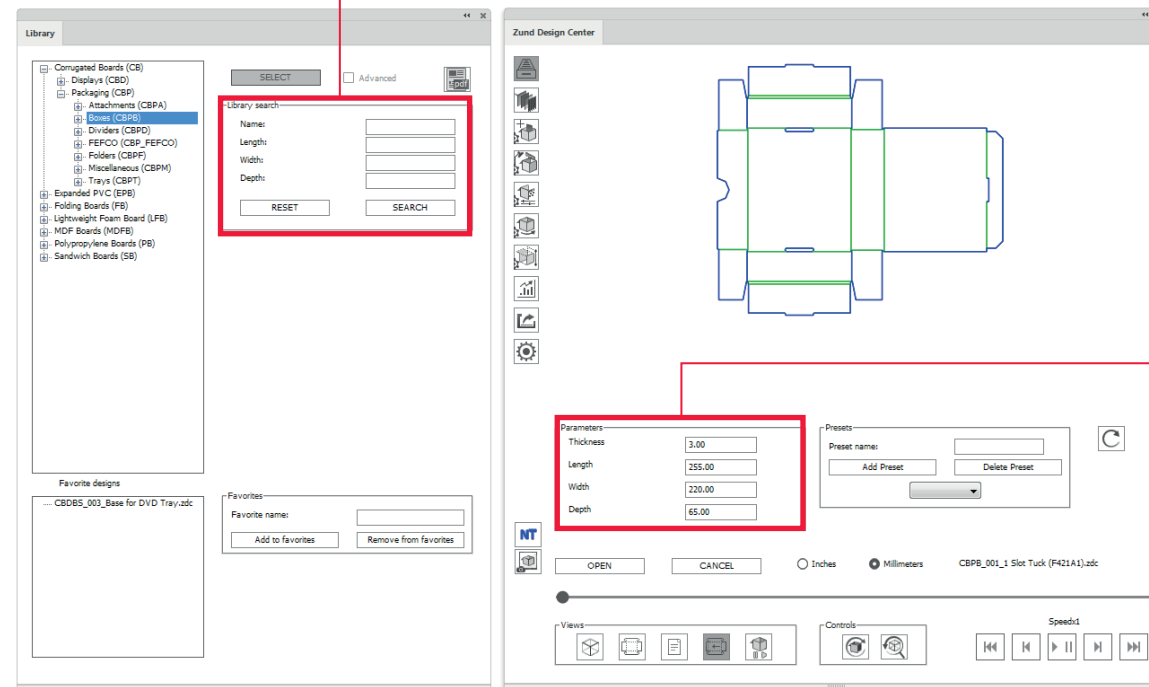 Library
Corrugated Boards (CB)
Displays (CBD)
Packaging (CBP)
Attachments (CBPA)
Boxes (CBPB)
Dividers (CBPD)
FEFCO (CBP_FEFCO)
Folders (CBPF)
Miscellaneous (CBPM)
Trays (CBPT)
Expanded PVC (EPB)
Folding Boards (FB)
Lightweight Foam Board (LFB)
MDF Boards (MDFB)
Polypropylene Boards (PB)
Sandwich Boards (SB)
SELECT
Advanced
pdf
Library search
Name:
Length:
Width:
Depth:
RESET SEARCH
Favorite designs
CBDBS_003_Base for DVD Tray.zdc
Favorites
Favorite name:
Add to favorites Remove from favorites
Zund Design Center
Parameters
Thickness 3.00
Length 255.00
Width 220.00
Depth 65.00
Presets
Preset name:
Add Preset Delete Preset
NT
OPEN CANCEL Inches Millimeters CBPB_001_1 Slot Tuck (F421A1).zdc
Views
Controls
Speedx1